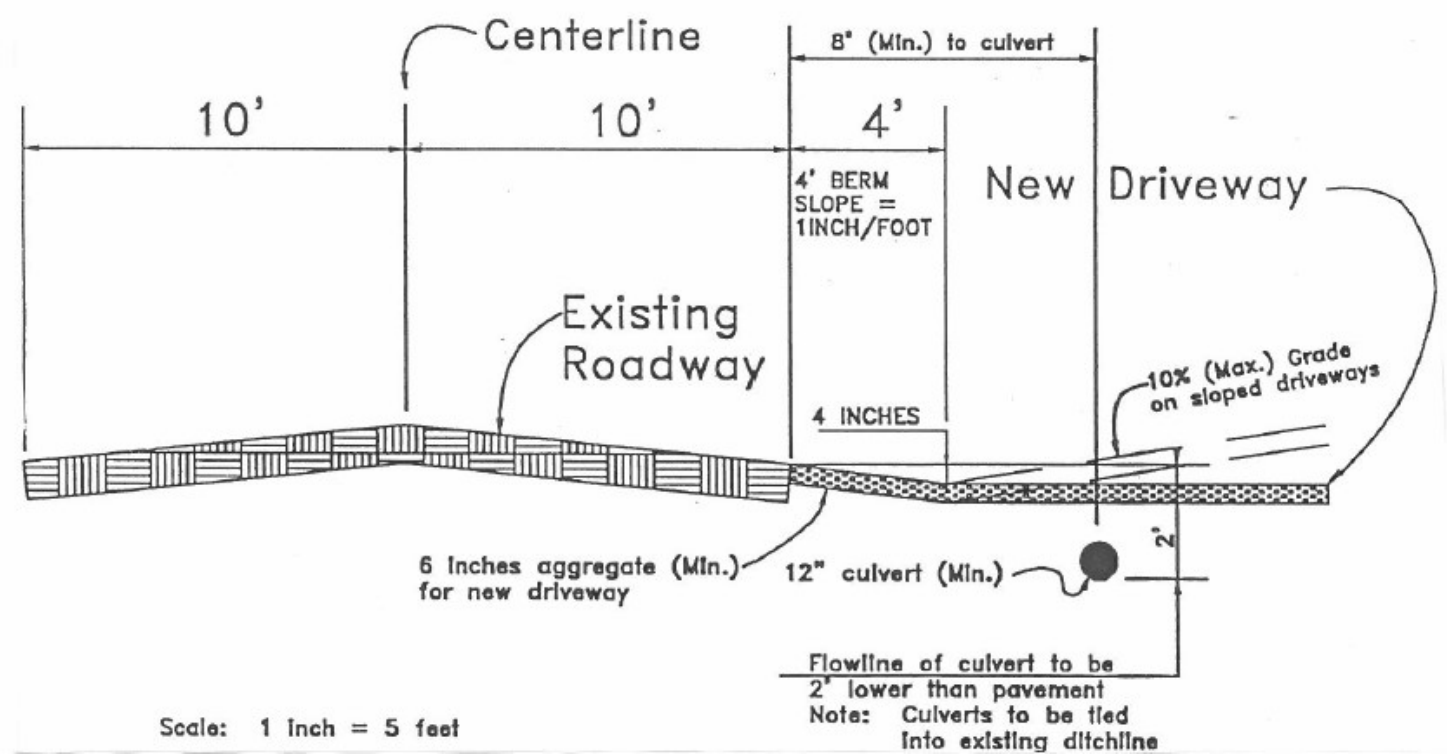 Centerline
8' (Min.) to culvert
10'
10'
4'
4' BERM
SLOPE =
1INCH/FOOT
New Driveway
Existing
Roadway
10% (Max.) Grade
on sloped driveways
4 INCHES
2'
6 inches aggregate (Min.)
for new driveway
12" culvert (Min.)
Flowline of culvert to be
2' lower than pavement
Note: Culverts to be tied
into existing ditchline
Scale: 1 inch = 5 feet